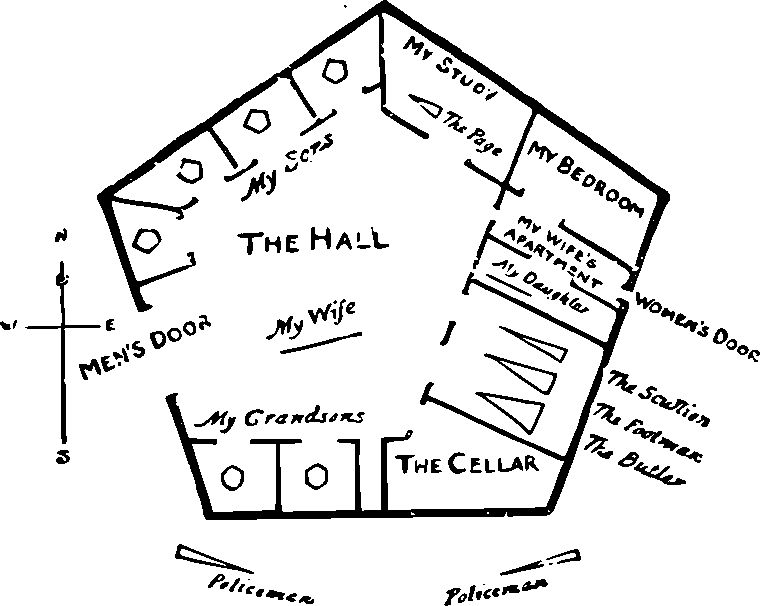 MY STUDY
The Page
MY BEDROOM
My Sons
N
THE HALL
MY WIFE'S
APARTMENT
My Daughter
W
E
MEN'S DOOR
My Wife
WOMEN'S DOOR
The Scullion
The Footman
The Butler
My Grandsons
S
THE CELLAR
Policeman
Policeman